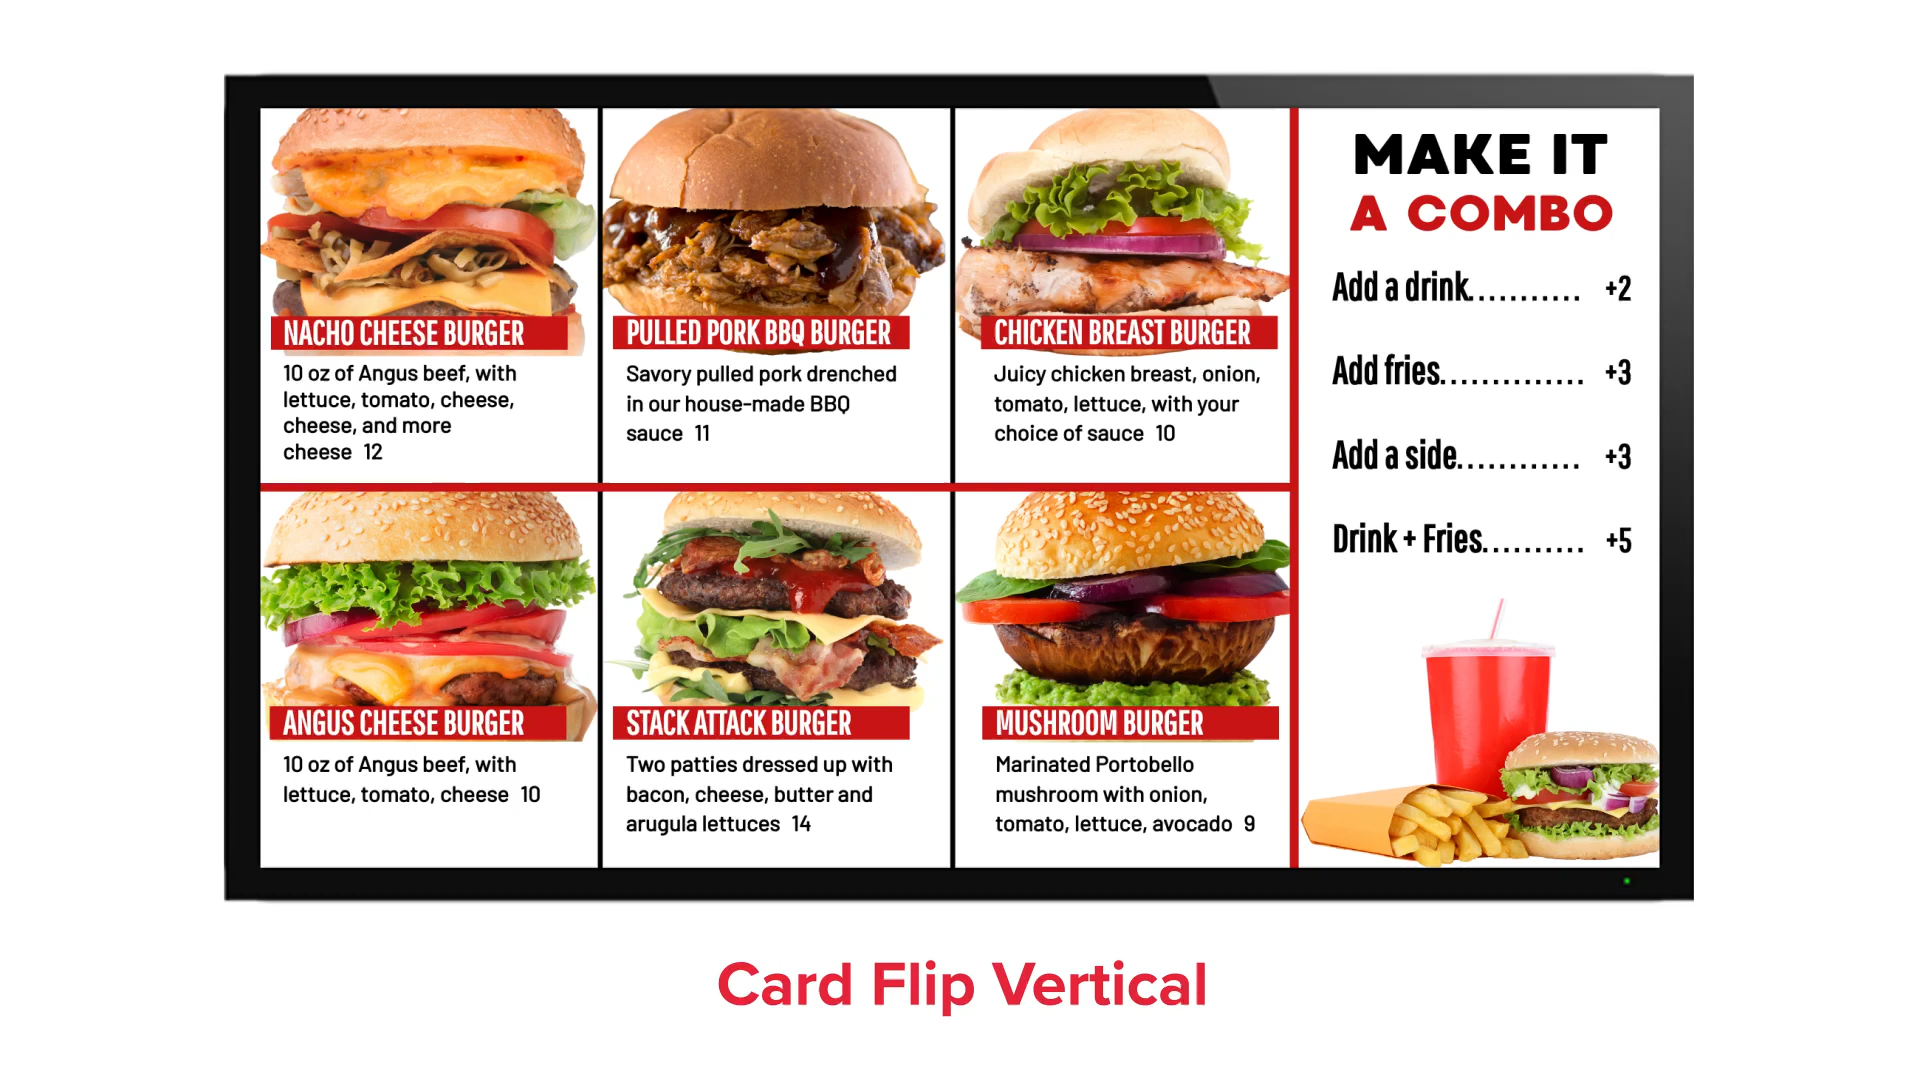 NACHO CHEESE BURGER
10 oz of Angus beef, with
lettuce, tomato, cheese,
cheese, and more
cheese 12
PULLED PORK BBQ BURGER
Savory pulled pork drenched
in our house-made BBQ
sauce 11
CHICKEN BREAST BURGER
Juicy chicken breast, onion,
tomato, lettuce, with your
choice of sauce 10
ANGUS CHEESE BURGER
10 oz of Angus beef, with
lettuce, tomato, cheese 10
STACK ATTACK BURGER
Two patties dressed up with
bacon, cheese, butter and
arugula lettuces 14
MUSHROOM BURGER
Marinated Portobello
mushroom with onion,
tomato, lettuce, avocado 9
MAKE IT
A COMBO
Add a drink........... +2
Add fries.............. +3
Add a side............ +3
Drink + Fries.......... +5
Card Flip Vertical